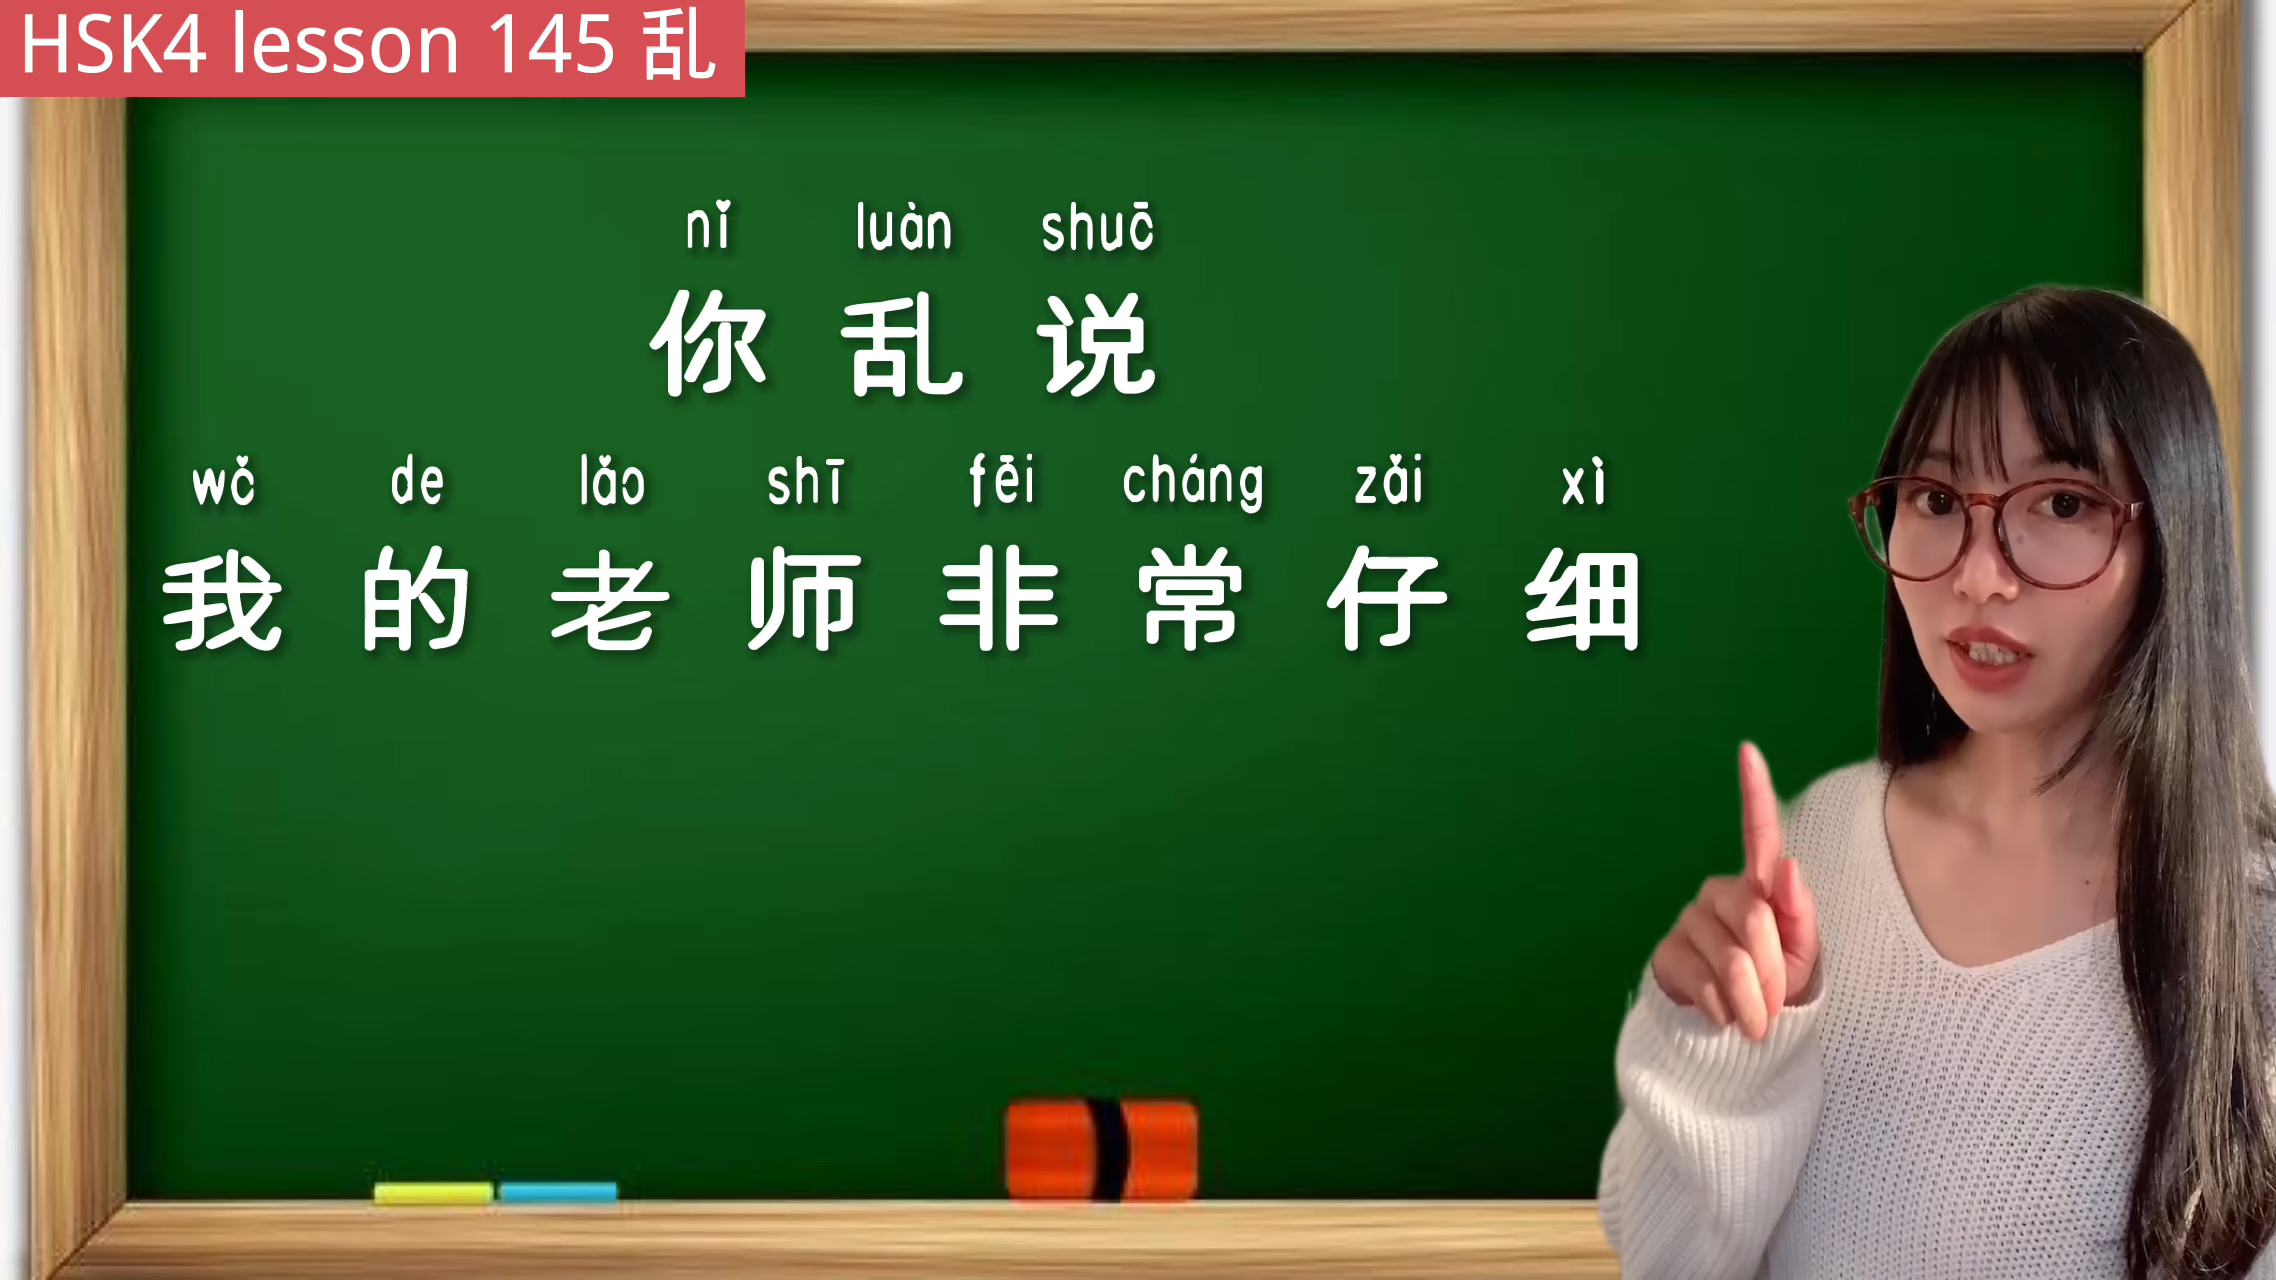 HSK4 lesson 145 乱
nǐ luàn shuō
你 乱 说
wǒ de lǎo shī fēi cháng zǎi xì
我 的 老 师 非 常 仔 细